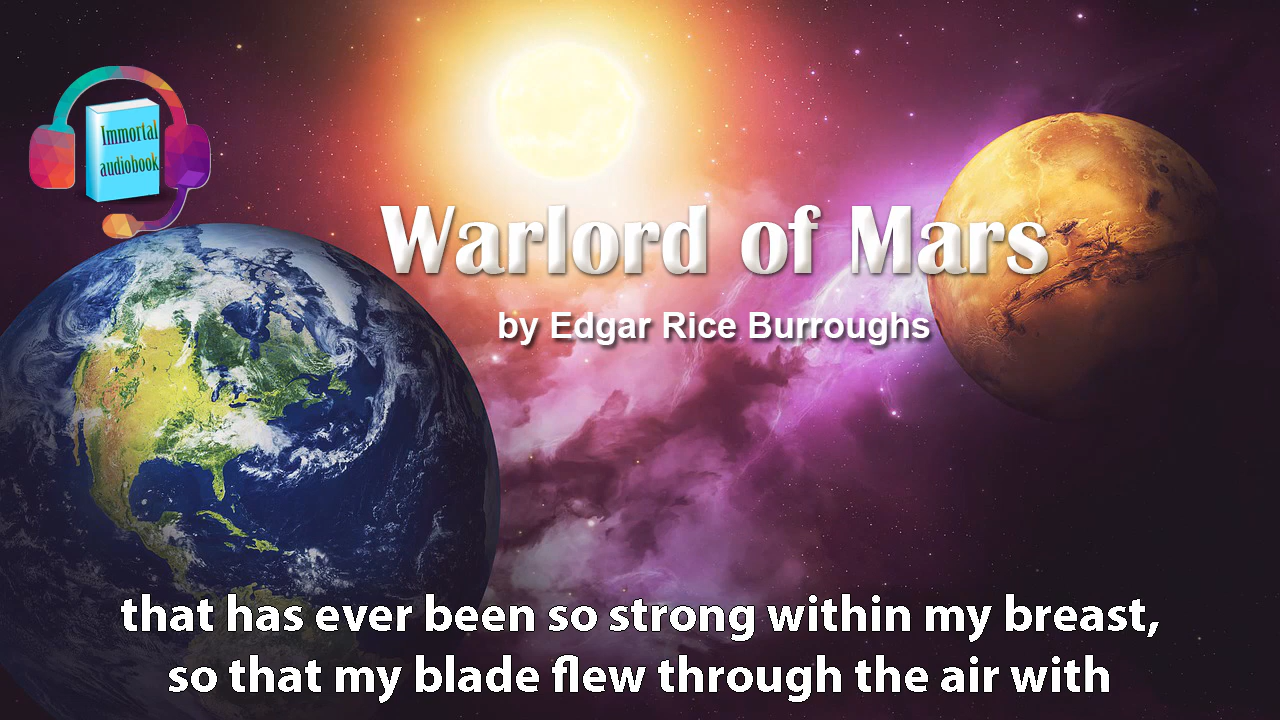 Immortal
audiobook
Warlord of Mars
by Edgar Rice Burroughs
that has ever been so strong within my breast,
so that my blade flew through the air with